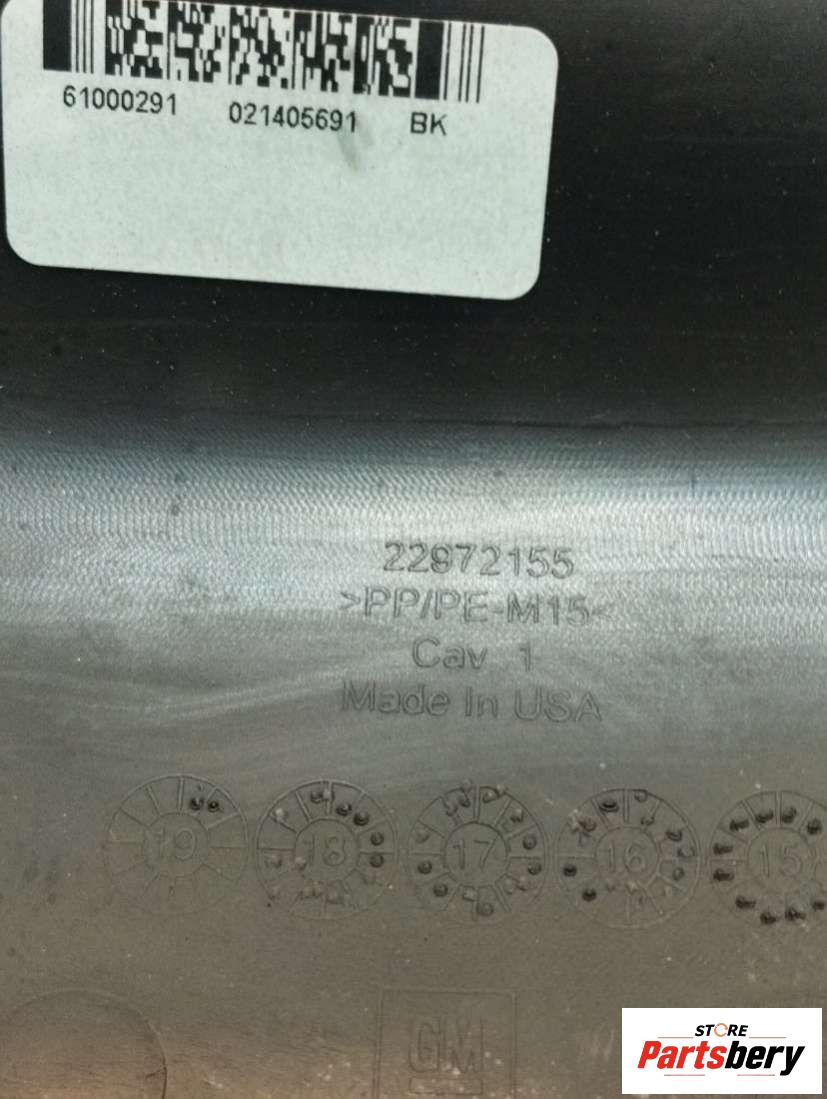 61000291 021405691 BK
22972155
>PP/PE-M15<
Cav 1
Made In USA
19 18 17 16 15
GM
STORE
Partsbery